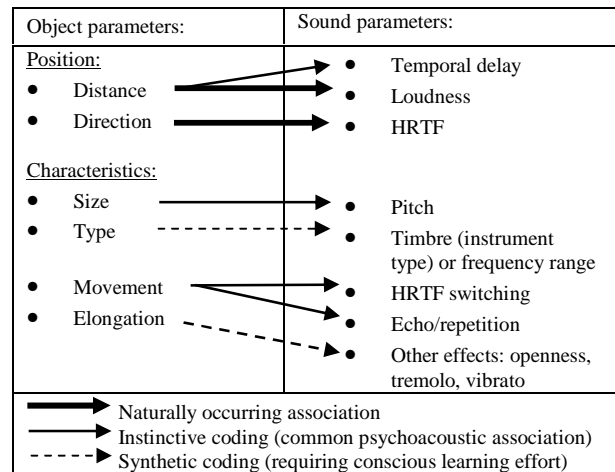 Object parameters:
Sound parameters:
Position:
● Distance
● Direction
● Temporal delay
● Loudness
● HRTF
Characteristics:
● Size
● Type
● Movement
● Elongation
● Pitch
● Timbre (instrument
type) or frequency range
● HRTF switching
● Echo/repetition
● Other effects: openness,
tremolo, vibrato
Naturally occurring association
Instinctive coding (common psychoacoustic association)
Synthetic coding (requiring conscious learning effort)